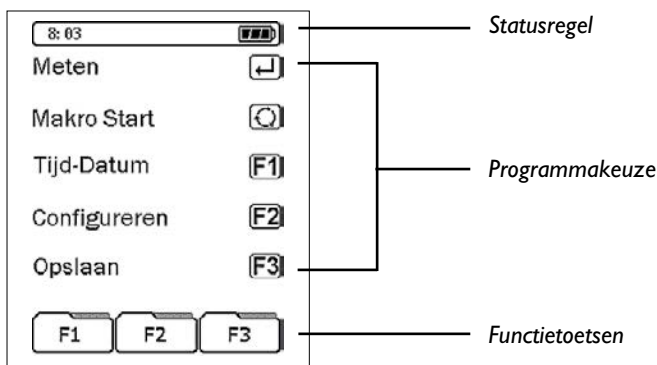 8:03
Statusregel
Meten
Makro Start
Tijd-Datum F1
Programmakeuze
Configureren F2
Opslaan F3
F1 F2 F3
Functietoetsen